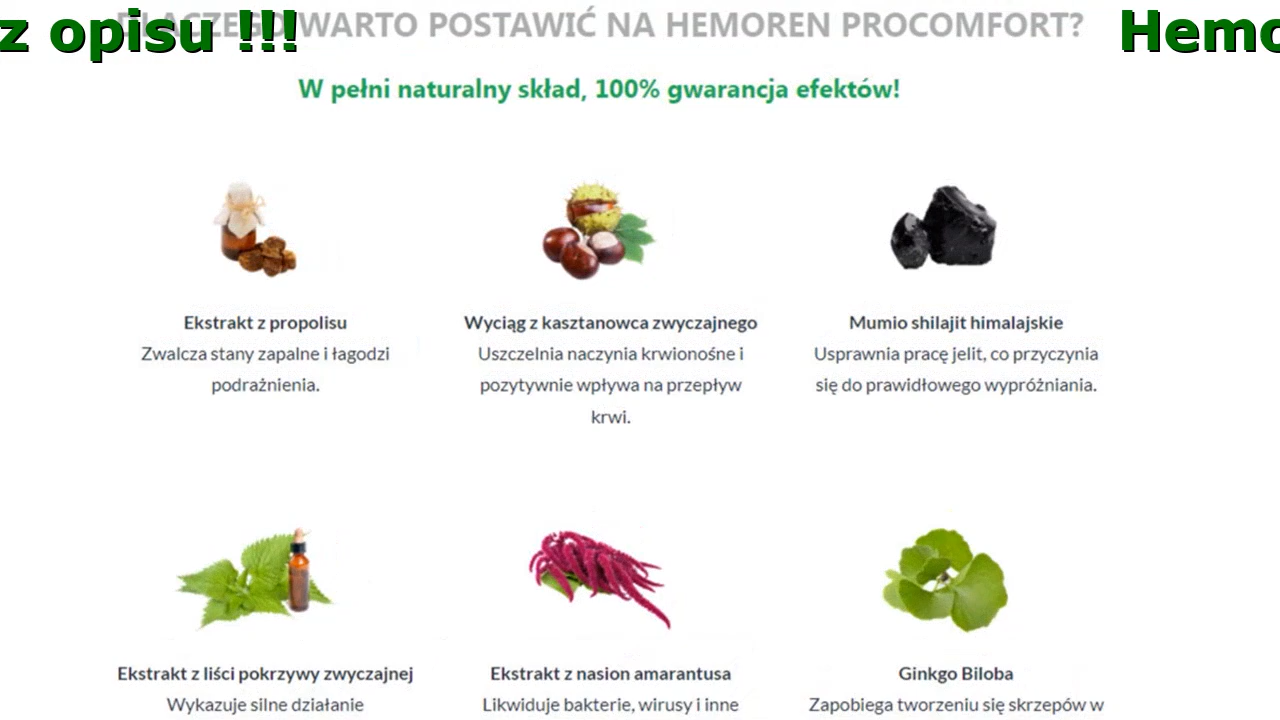 z opisu !!!
Hemo
WARTO POSTAWIĆ NA HEMOREN PROCOMFORT?
W pełni naturalny skład, 100% gwarancja efektów!
Ekstrakt z propolisu
Zwalcza stany zapalne i łagodzi
podrażnienia.
Wyciąg z kasztanowca zwyczajnego
Uszczelnia naczynia krwionośne i
pozytywnie wpływa na przepływ
krwi.
Mumio shilajit himalajskie
Usprawnia pracę jelit, co przyczynia
się do prawidłowego wypróżniania.
Ekstrakt z liści pokrzywy zwyczajnej
Wykazuje silne działanie
Ekstrakt z nasion amarantusa
Likwiduje bakterie, wirusy i inne
Ginkgo Biloba
Zapobiega tworzeniu się skrzepów w